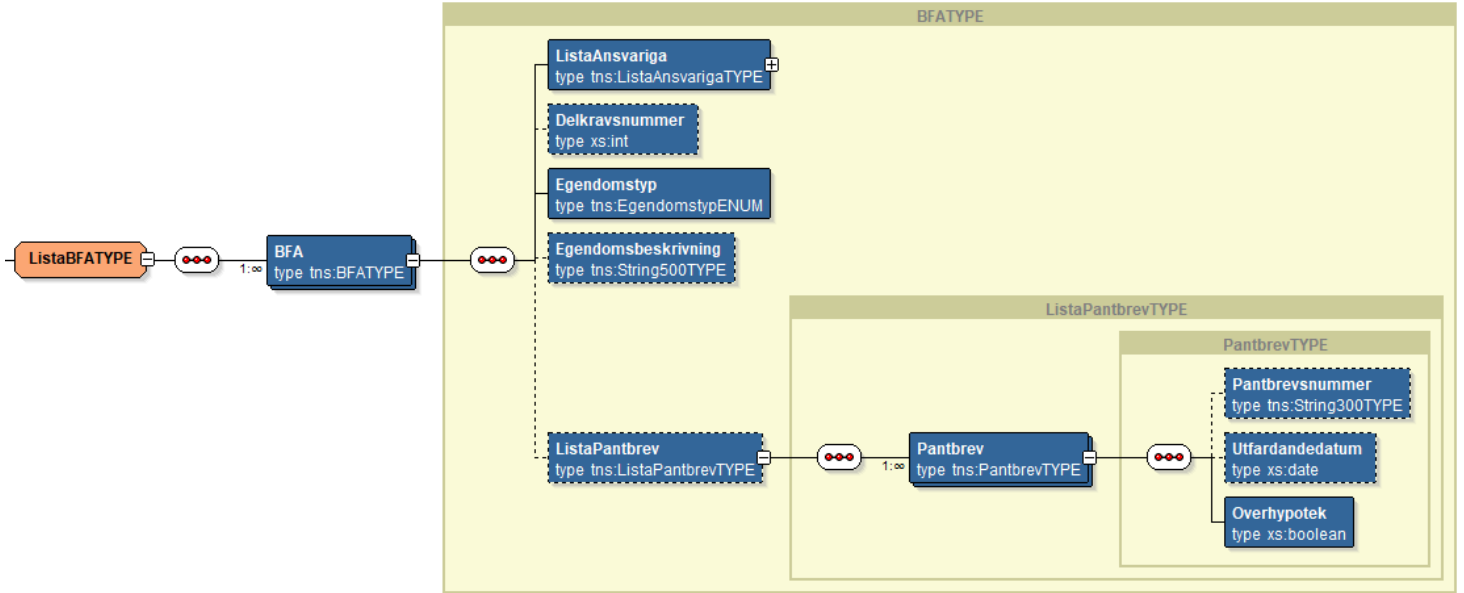 BFATYPE
ListaAnsvariga
type tns:ListaAnsvarigaTYPE
Delkravsnummer
type xs:int
Egendomstyp
type tns:EgendomstypENUM
ListaBFATYPE
BFA
type tns:BFATYPE
1:∞
Egendomsbeskrivning
type tns:String500TYPE
ListaPantbrevTYPE
PantbrevTYPE
Pantbrevsnummer
type tns:String300TYPE
ListaPantbrev
type tns:ListaPantbrevTYPE
1:∞
Pantbrev
type tns:PantbrevTYPE
Utfardandedatum
type xs:date
Overhypotek
type xs:boolean